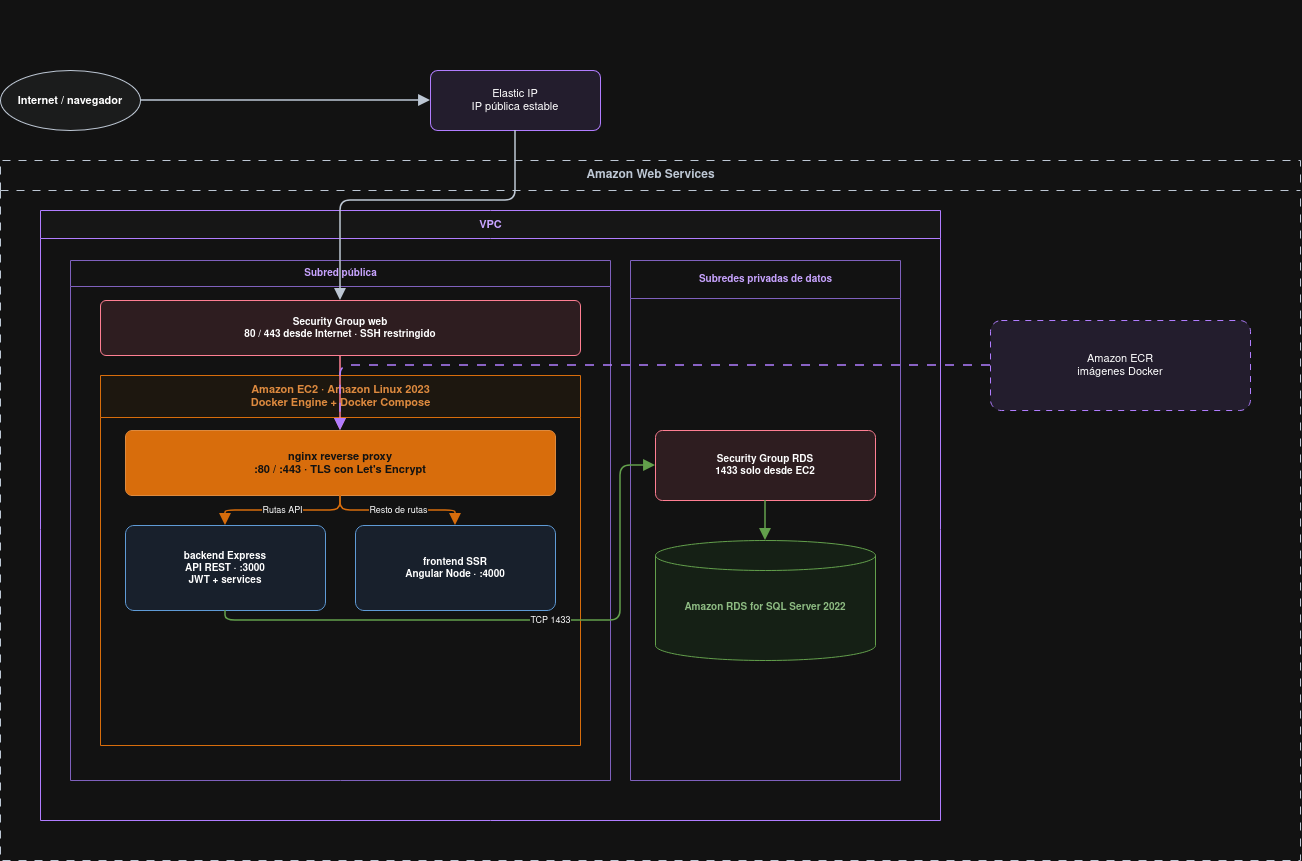 Internet / navegador
Elastic IP
IP pública estable
Amazon Web Services
VPC
Subred pública
Subredes privadas de datos
Security Group web
80 / 443 desde Internet · SSH restringido
Amazon ECR
imágenes Docker
Amazon EC2 · Amazon Linux 2023
Docker Engine + Docker Compose
nginx reverse proxy
:80 / :443 · TLS con Let's Encrypt
Security Group RDS
1433 solo desde EC2
Rutas API
Resto de rutas
backend Express
API REST · :3000
JWT + services
frontend SSR
Angular Node · :4000
Amazon RDS for SQL Server 2022
TCP 1433